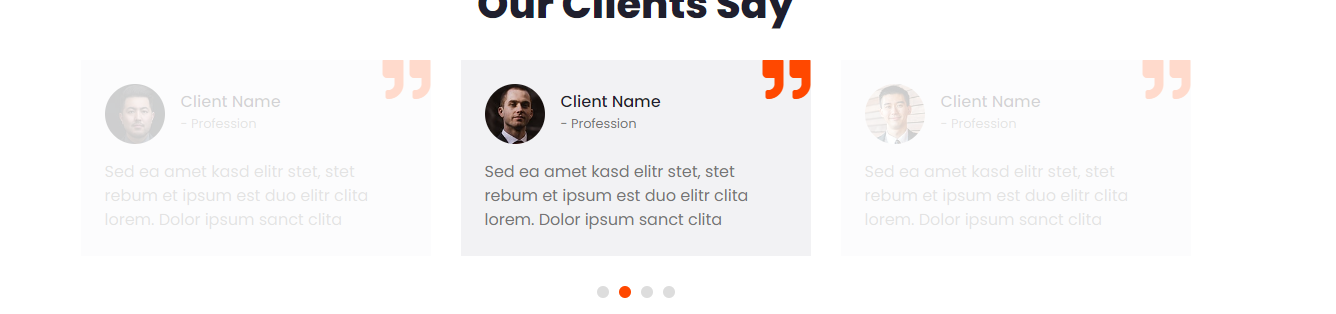 Our Clients Say
Client Name
- Profession
Sed ea amet kasd elitr stet, stet
rebum et ipsum est duo elitr clita
lorem. Dolor ipsum sanct clita
Client Name
- Profession
Sed ea amet kasd elitr stet, stet
rebum et ipsum est duo elitr clita
lorem. Dolor ipsum sanct clita
Client Name
- Profession
Sed ea amet kasd elitr stet, stet
rebum et ipsum est duo elitr clita
lorem. Dolor ipsum sanct clita